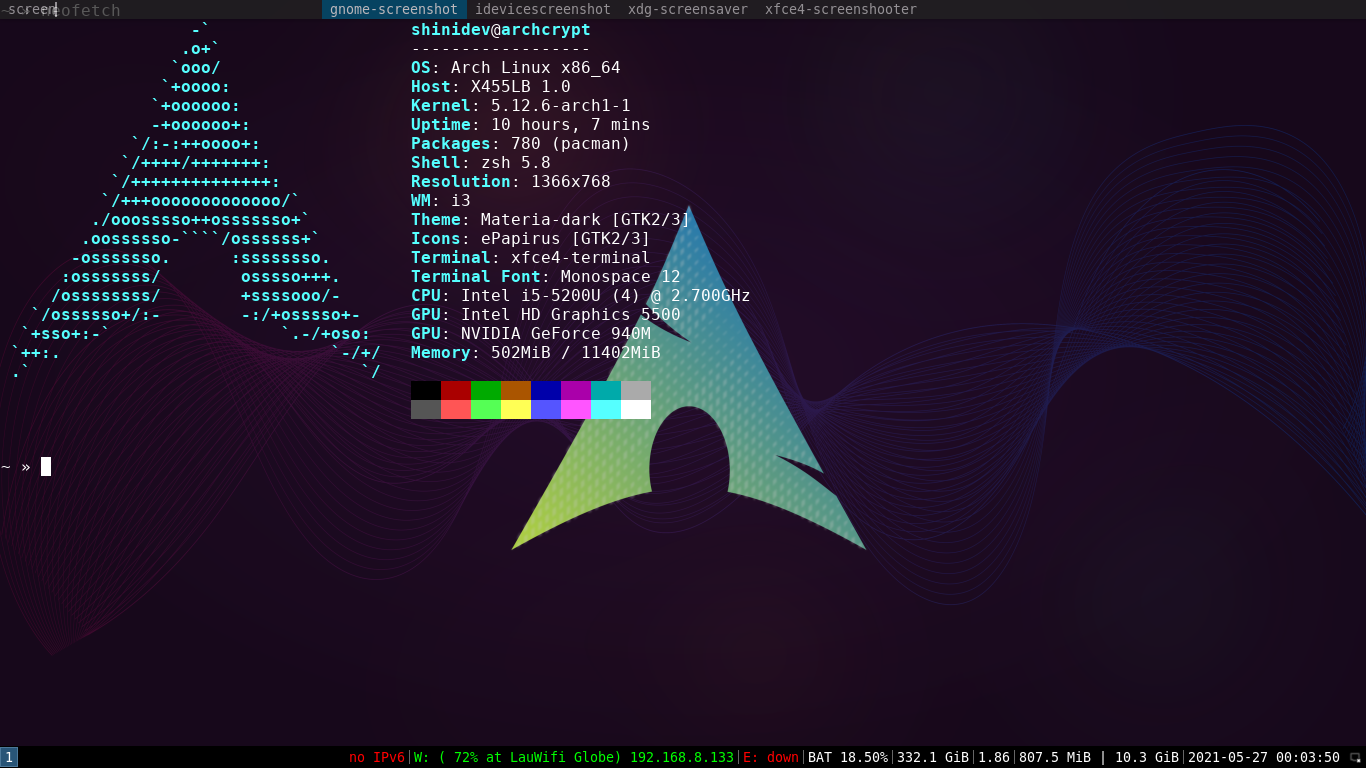 screen gnome-screenshot idevicescreenshot xdg-screensaver xfce4-screenshooter
~ » neofetch
shinidev@archcrypt
------------------
OS: Arch Linux x86_64
Host: X455LB 1.0
Kernel: 5.12.6-arch1-1
Uptime: 10 hours, 7 mins
Packages: 780 (pacman)
Shell: zsh 5.8
Resolution: 1366x768
WM: i3
Theme: Materia-dark [GTK2/3]
Icons: ePapirus [GTK2/3]
Terminal: xfce4-terminal
Terminal Font: Monospace 12
CPU: Intel i5-5200U (4) @ 2.700GHz
GPU: Intel HD Graphics 5500
GPU: NVIDIA GeForce 940M
Memory: 502MiB / 11402MiB
~ »
1 no IPv6|W: ( 72% at LauWifi Globe) 192.168.8.133|E: down|BAT 18.50%|332.1 GiB|1.86|807.5 MiB | 10.3 GiB|2021-05-27 00:03:50